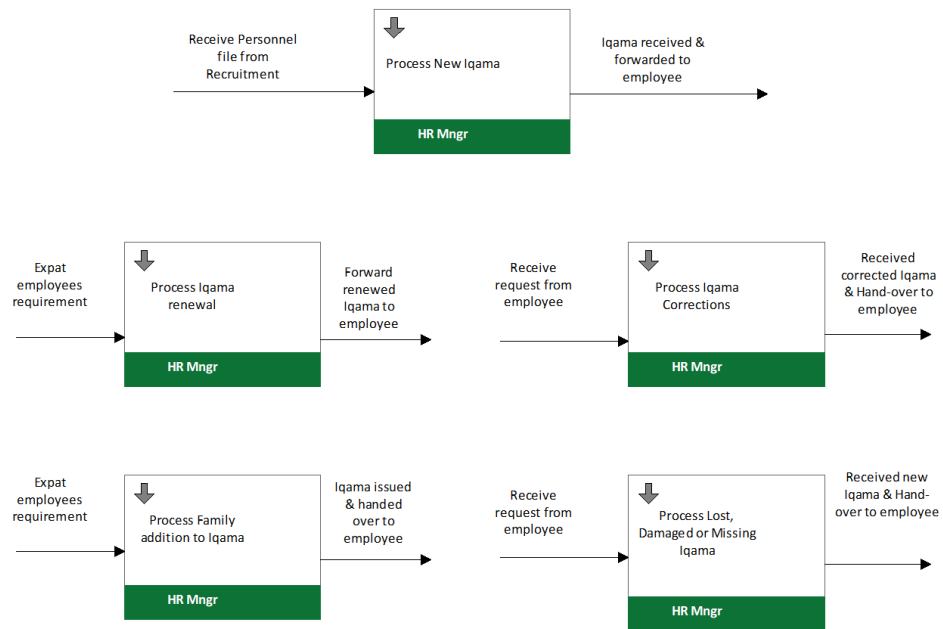 Receive Personnel
file from
Recruitment
Process New Iqama
HR Mngr
Iqama received &
forwarded to
employee
Expat
employees
requirement
Process Iqama
renewal
HR Mngr
Forward
renewed
Iqama to
employee
Receive
request from
employee
Process Iqama
Corrections
HR Mngr
Received
corrected Iqama
& Hand-over to
employee
Expat
employees
requirement
Process Family
addition to Iqama
HR Mngr
Iqama issued
& handed
over to
employee
Receive
request from
employee
Process Lost,
Damaged or Missing
Iqama
HR Mngr
Received new
Iqama & Hand-
over to employee